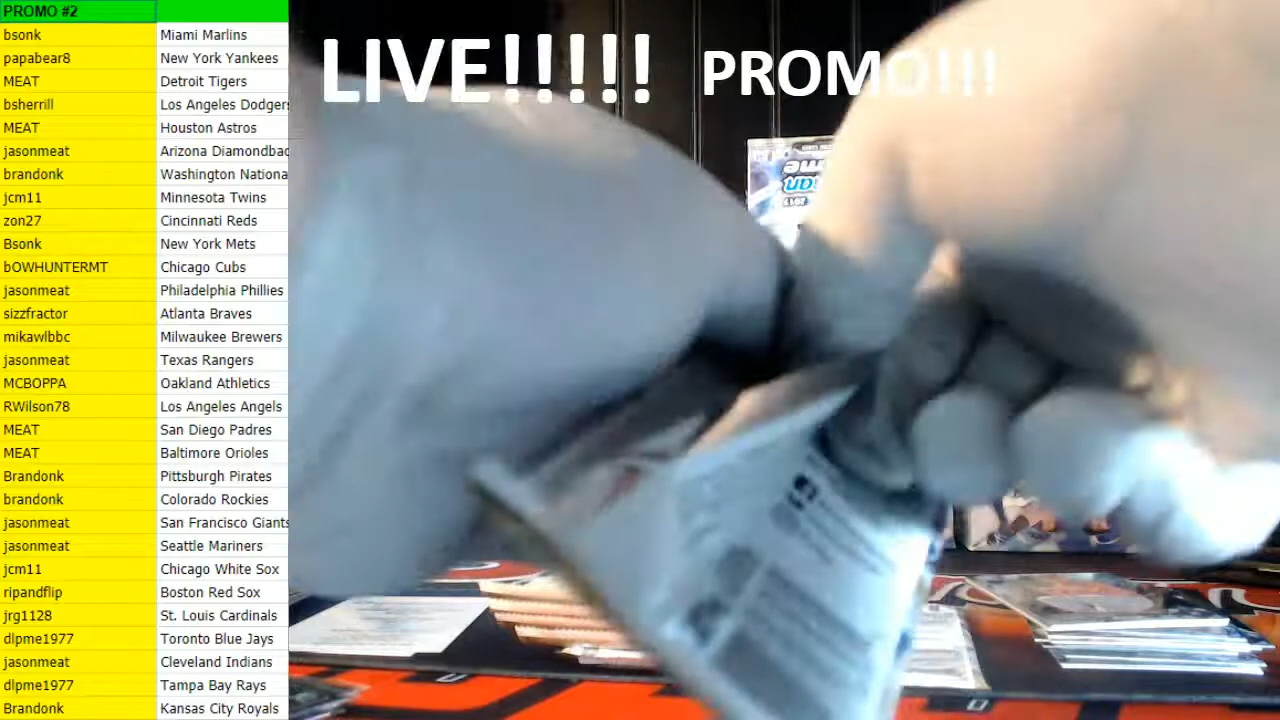 PROMO #2
bsonk Miami Marlins
papabear8 New York Yankees
MEAT Detroit Tigers
bsherrill Los Angeles Dodgers
MEAT Houston Astros
jasonmeat Arizona Diamondbac
brandonk Washington Nationa
jcm11 Minnesota Twins
zon27 Cincinnati Reds
Bsonk New York Mets
bOWHUNTERMT Chicago Cubs
jasonmeat Philadelphia Phillies
sizzfractor Atlanta Braves
mikawlbbc Milwaukee Brewers
jasonmeat Texas Rangers
MCBOPPA Oakland Athletics
RWilson78 Los Angeles Angels
MEAT San Diego Padres
MEAT Baltimore Orioles
Brandonk Pittsburgh Pirates
brandonk Colorado Rockies
jasonmeat San Francisco Giants
jasonmeat Seattle Mariners
jcm11 Chicago White Sox
ripandflip Boston Red Sox
jrg1128 St. Louis Cardinals
dlpme1977 Toronto Blue Jays
jasonmeat Cleveland Indians
dlpme1977 Tampa Bay Rays
Brandonk Kansas City Royals
LIVE!!!!! PROMO!!!